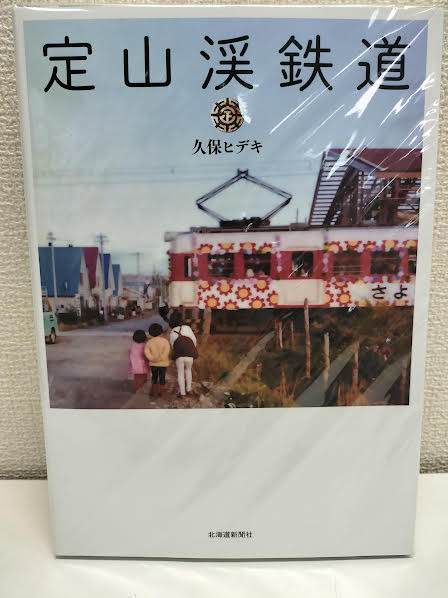 定山渓鉄道
久保ヒデキ
さよ
北海道新聞社